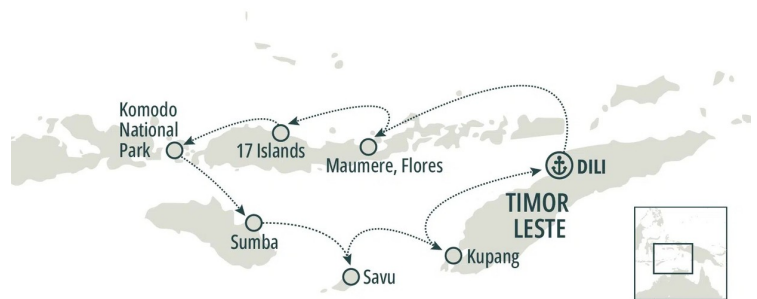 Komodo
National
Park
17 Islands
Maumere, Flores
DILI
TIMOR
LESTE
Sumba
Kupang
Savu